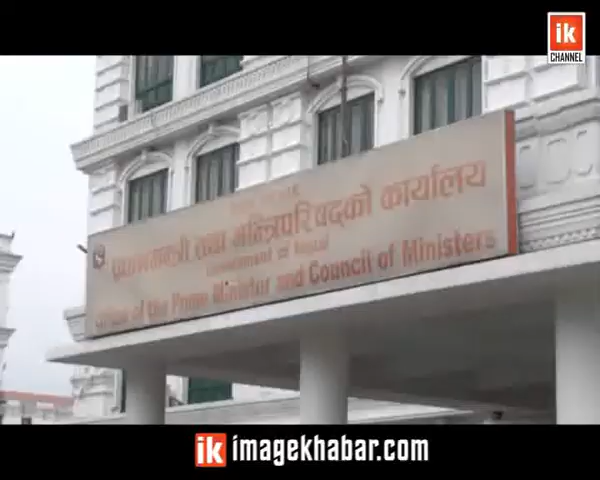 ik
CHANNEL
प्रधानमन्त्री तथा मन्त्रिपरिषद्को कार्यालय
Government of Nepal
Office of the Prime Minister and Council of Ministers
ik imagekhabar.com